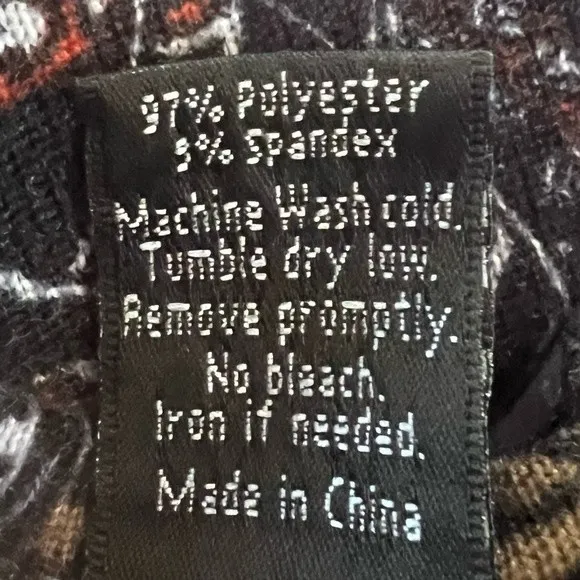 97% Polyester
3% Spandex
Machine Wash cold.
Tumble dry low.
Remove promptly.
No bleach.
Iron if needed.
Made in China